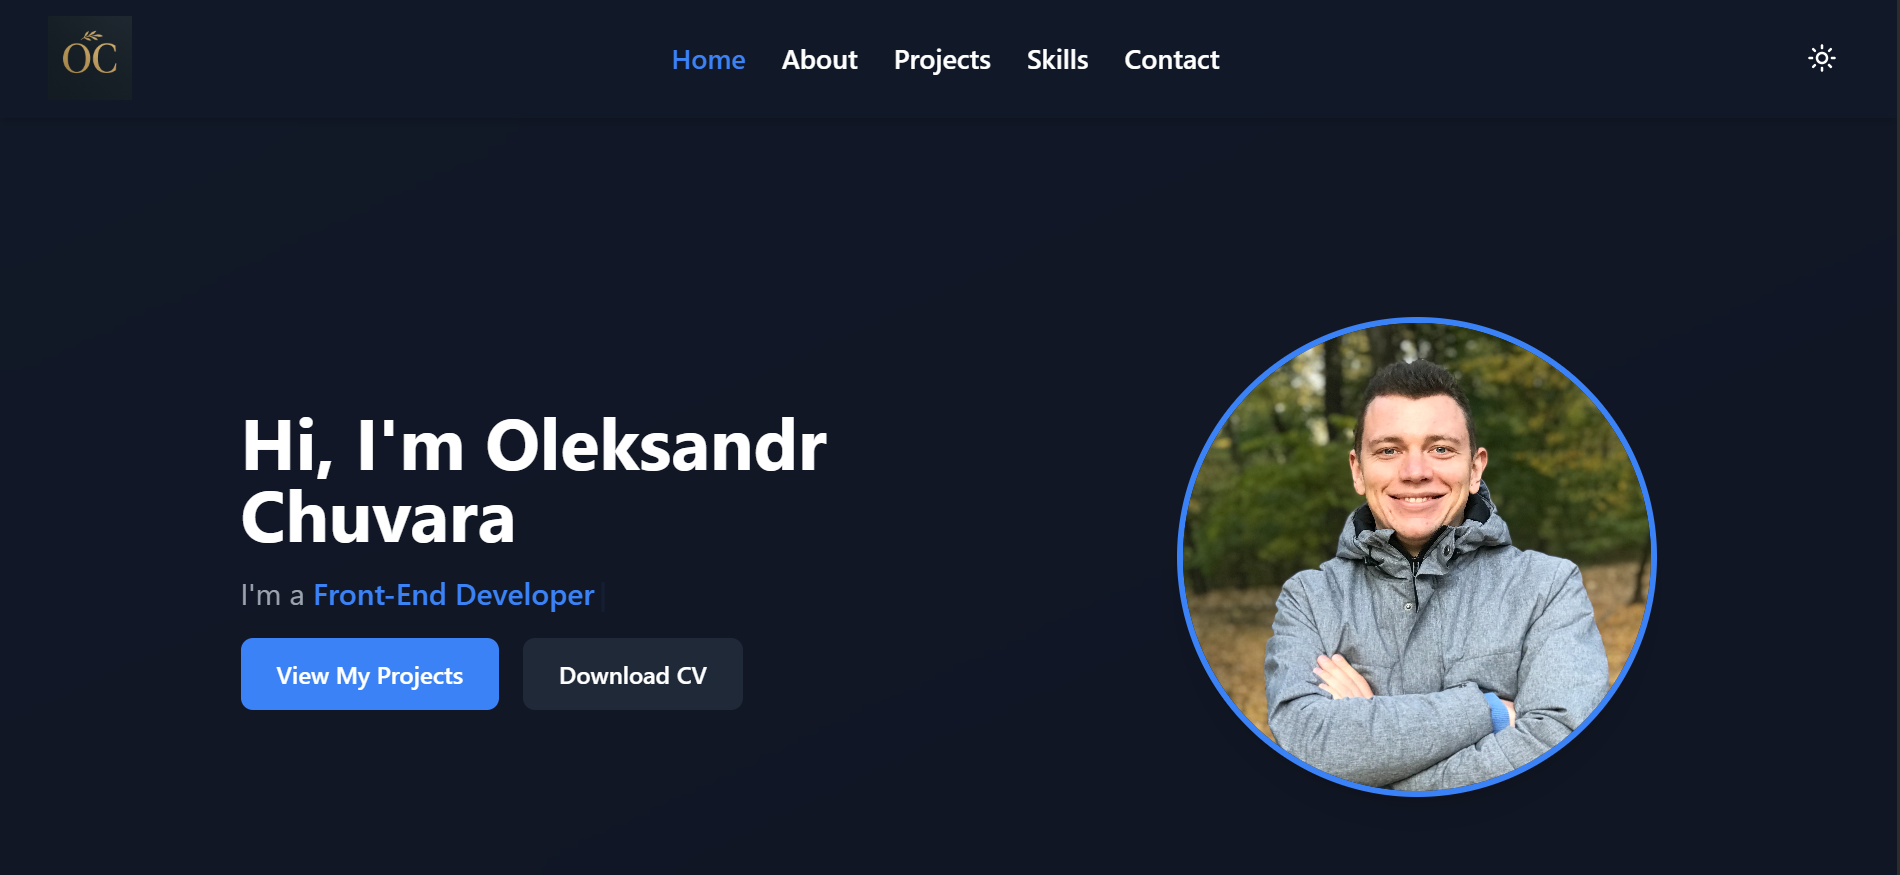 OC
Home About Projects Skills Contact
Hi, I'm Oleksandr
Chuvara
I'm a Front-End Developer
View My Projects Download CV